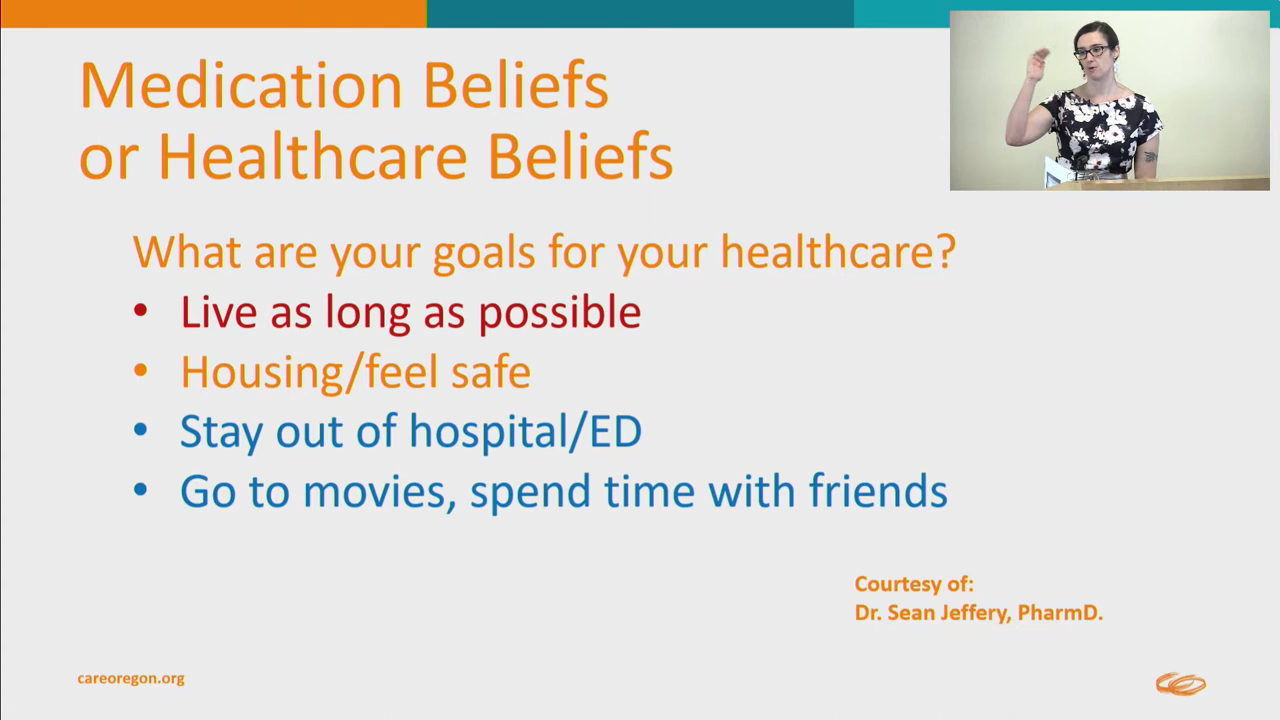 Medication Beliefs
or Healthcare Beliefs
What are your goals for your healthcare?
• Live as long as possible
• Housing/feel safe
• Stay out of hospital/ED
• Go to movies, spend time with friends
Courtesy of:
Dr. Sean Jeffery, PharmD.
careoregon.org